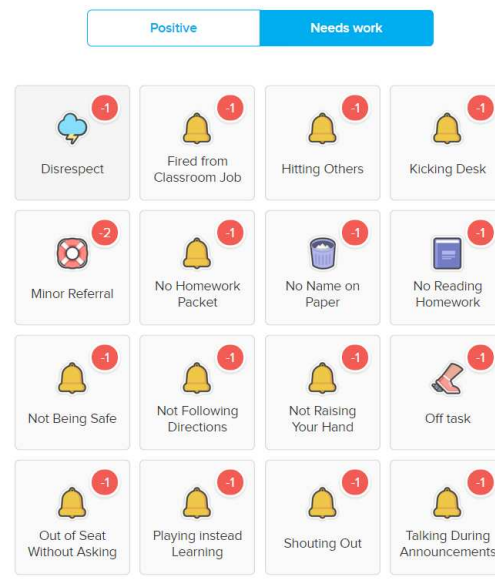 Positive
Needs work
-1
Disrespect
-1
Fired from
Classroom Job
-1
Hitting Others
-1
Kicking Desk
-2
Minor Referral
-1
No Homework
Packet
-1
No Name on
Paper
-1
No Reading
Homework
-1
Not Being Safe
-1
Not Following
Directions
-1
Not Raising
Your Hand
-1
Off task
-1
Out of Seat
Without Asking
-1
Playing instead
Learning
-1
Shouting Out
-1
Talking During
Announcements